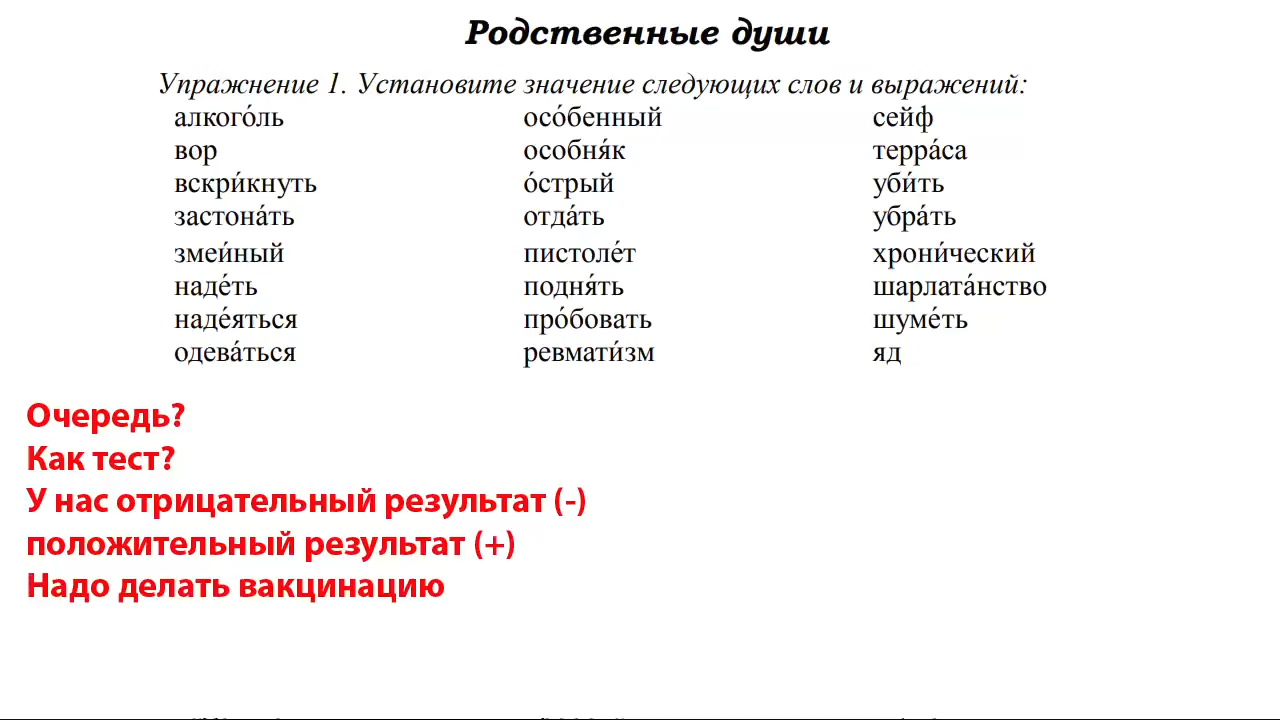 Родственные души
Упражнение 1. Установите значение следующих слов и выражений:
алкого́ль осо́бенный сейф
вор особня́к терра́са
вскри́кнуть о́стрый уби́ть
застона́ть отда́ть убра́ть
змеи́ный пистоле́т хрони́ческий
наде́ть подня́ть шарлата́нство
наде́яться про́бовать шуме́ть
одева́ться ревмати́зм яд
Очередь?
Как тест?
У нас отрицательный результат (-)
положительный результат (+)
Надо делать вакцинацию